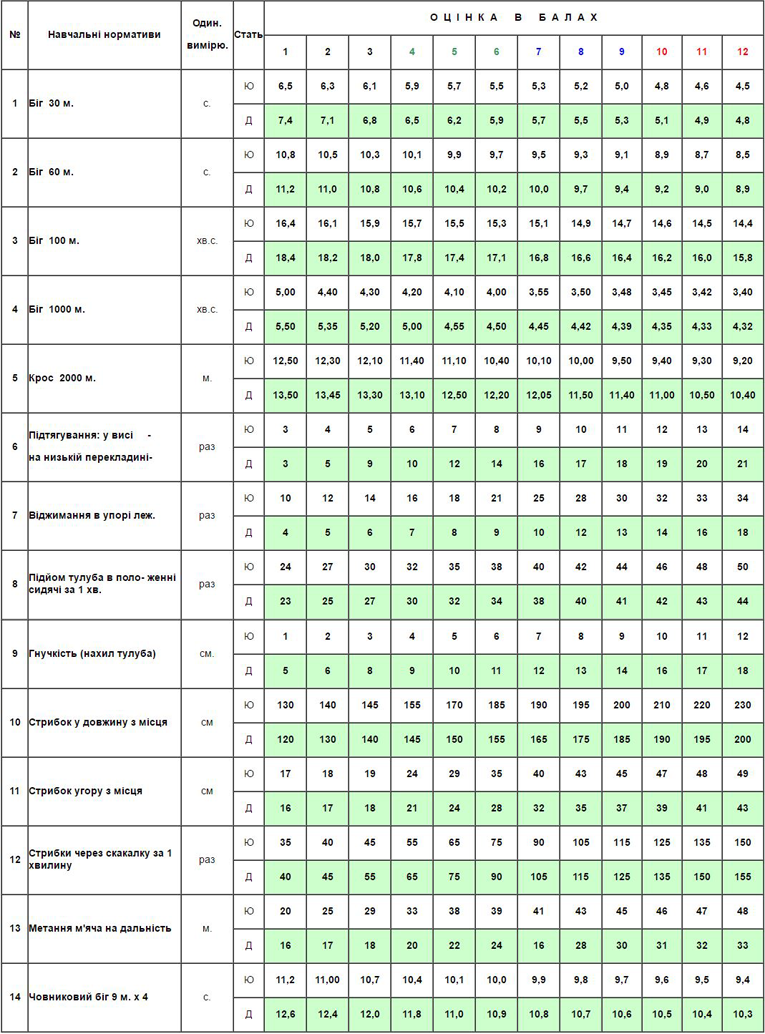 № Навчальні нормативи Один. вимірю. Стать О Ц І Н К А В Б А Л А Х
1 2 3 4 5 6 7 8 9 10 11 12
1 Біг 30 м. с. Ю 6,5 6,3 6,1 5,9 5,7 5,5 5,3 5,2 5,0 4,8 4,6 4,5
Д 7,4 7,1 6,8 6,5 6,2 5,9 5,7 5,5 5,3 5,1 4,9 4,8
2 Біг 60 м. с. Ю 10,8 10,5 10,3 10,1 9,9 9,7 9,5 9,3 9,1 8,9 8,7 8,5
Д 11,2 11,0 10,8 10,6 10,4 10,2 10,0 9,7 9,4 9,2 9,0 8,9
3 Біг 100 м. хв.с. Ю 16,4 16,1 15,9 15,7 15,5 15,3 15,1 14,9 14,7 14,6 14,5 14,4
Д 18,4 18,2 18,0 17,8 17,4 17,1 16,8 16,6 16,4 16,2 16,0 15,8
4 Біг 1000 м. хв.с. Ю 5,00 4,40 4,30 4,20 4,10 4,00 3,55 3,50 3,48 3,45 3,42 3,40
Д 5,50 5,35 5,20 5,00 4,55 4,50 4,45 4,42 4,39 4,35 4,33 4,32
5 Крос 2000 м. м. Ю 12,50 12,30 12,10 11,40 11,10 10,40 10,10 10,00 9,50 9,40 9,30 9,20
Д 13,50 13,45 13,30 13,10 12,50 12,20 12,05 11,50 11,40 11,00 10,50 10,40
6 Підтягування: у висі - раз Ю 3 4 5 6 7 8 9 10 11 12 13 14
на низькій перекладині- Д 3 5 9 10 12 14 16 17 18 19 20 21
7 Віджимання в упорі леж. раз Ю 10 12 14 16 18 21 25 28 30 32 33 34
Д 4 5 6 7 8 9 10 12 13 14 16 18
8 Підйом тулуба в поло- женні сидячі за 1 хв. раз Ю 24 27 30 32 35 38 40 42 44 46 48 50
Д 23 25 27 30 32 34 38 40 41 42 43 44
9 Гнучкість (нахил тулуба) см. Ю 1 2 3 4 5 6 7 8 9 10 11 12
Д 5 6 8 9 10 11 12 13 14 16 17 18
10 Стрибок у довжину з місця см Ю 130 140 145 155 170 185 190 195 200 210 220 230
Д 120 130 140 145 150 155 165 175 185 190 195 200
11 Стрибок угору з місця см Ю 17 18 19 24 29 35 40 43 45 47 48 49
Д 16 17 18 21 24 28 32 35 37 39 41 43
12 Стрибки через скакалку за 1 хвилину раз Ю 35 40 45 55 65 75 90 105 115 125 135 150
Д 40 45 55 65 75 90 105 115 125 135 150 155
13 Метання м'яча на дальність м. Ю 20 25 29 33 38 39 41 43 45 46 47 48
Д 16 17 18 20 22 24 16 28 30 31 32 33
14 Човниковий біг 9 м. х 4 с. Ю 11,2 11,00 10,7 10,4 10,1 10,0 9,9 9,8 9,7 9,6 9,5 9,4
Д 12,6 12,4 12,0 11,8 11,0 10,9 10,8 10,7 10,6 10,5 10,4 10,3